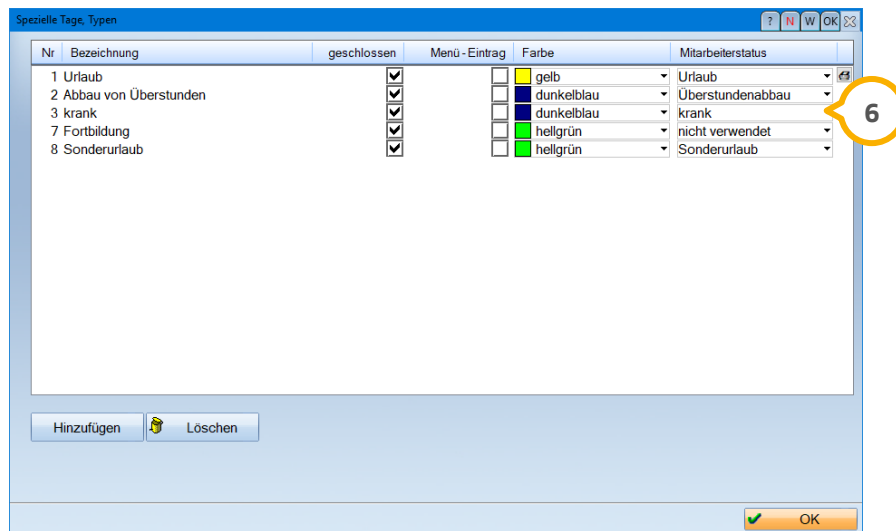 Spezielle Tage, Typen ? N W OK
Nr Bezeichnung geschlossen Menü-Eintrag Farbe Mitarbeiterstatus
1 Urlaub gelb Urlaub
2 Abbau von Überstunden dunkelblau Überstundenabbau
3 krank dunkelblau krank
6
7 Fortbildung hellgrün nicht verwendet
8 Sonderurlaub hellgrün Sonderurlaub
Hinzufügen Löschen
OK